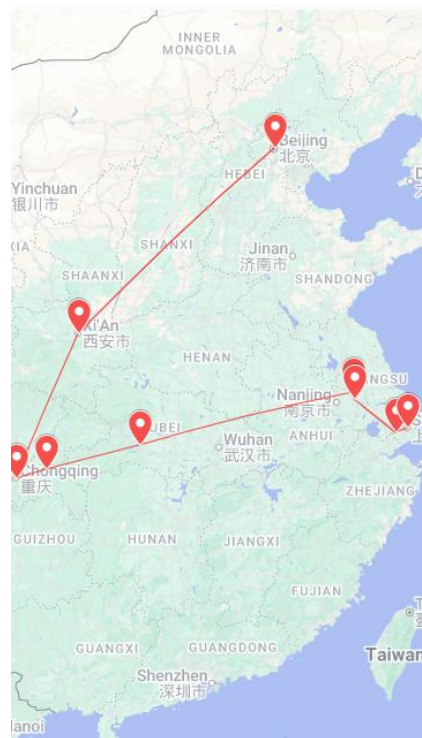 INNER
MONGOLIA
Beijing
北京
HEBEI
Yinchuan
银川市
SHANXI
Jinan
济南市
SHAANXI
SHANDONG
Xi'An
西安市
HENAN
Nanjing
南京市
ANGSU
UBEI
Wuhan
武汉市
ANHUI
Chongqing
重庆
ZHEJIANG
GUIZHOU
HUNAN
JIANGXI
FUJIAN
GUANGXI
GUANGDONG
Taiwan
Shenzhen
深圳市
Hanoi